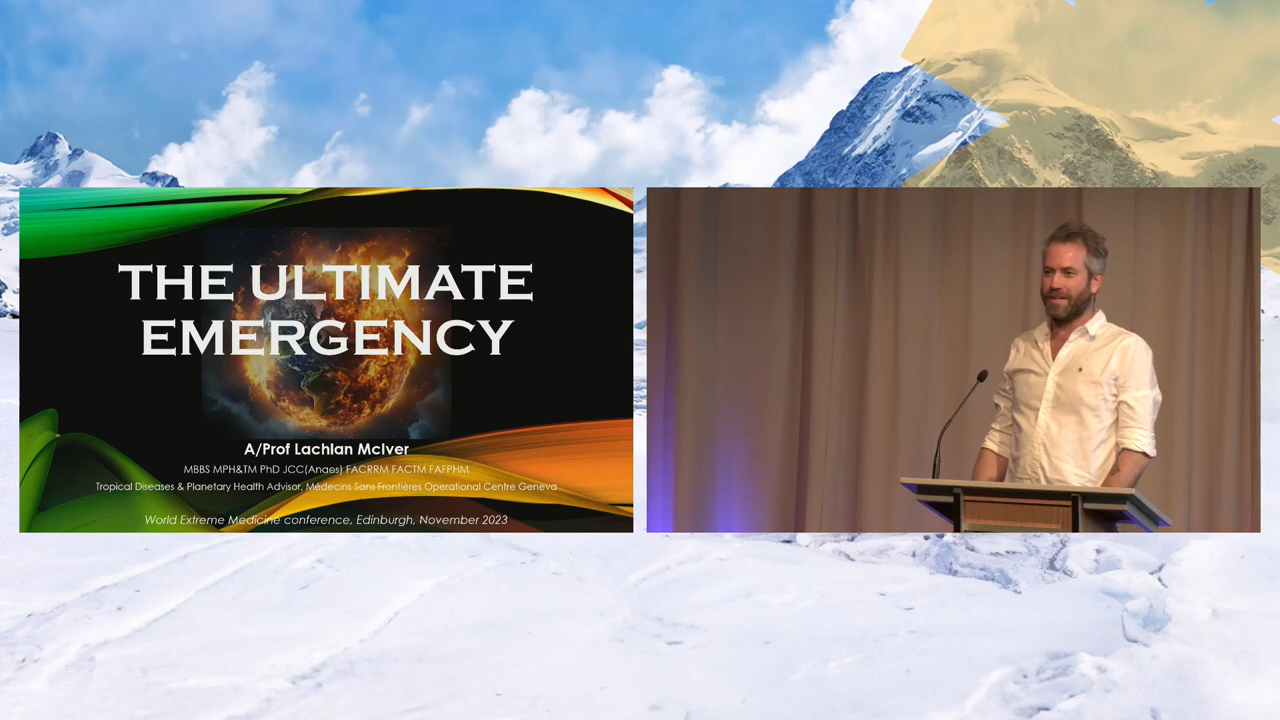 THE ULTIMATE
EMERGENCY
A/Prof Lachlan McIver
MBBS MPH&TM PhD JCC(Anaes) FACRRM FACTM FAFPHM
Tropical Diseases & Planetary Health Advisor, Médecins Sans Frontières Operational Centre Geneva
World Extreme Medicine conference, Edinburgh, November 2023